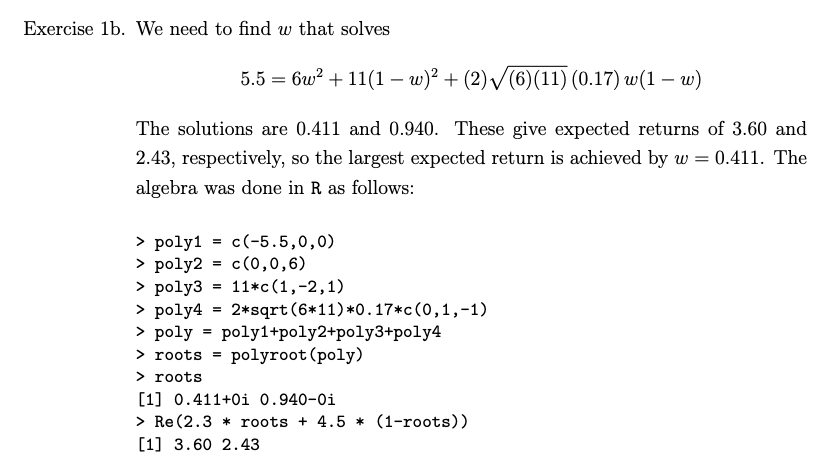 Exercise 1b. We need to find w that solves
5.5 = 6w² + 11(1 − w)² + (2)√(6)(11) (0.17) w(1 − w)
The solutions are 0.411 and 0.940. These give expected returns of 3.60 and
2.43, respectively, so the largest expected return is achieved by w = 0.411. The
algebra was done in R as follows:
> poly1 = c(-5.5,0,0)
> poly2 = c(0,0,6)
> poly3 = 11*c(1,-2,1)
> poly4 = 2*sqrt(6*11)*0.17*c(0,1,-1)
> poly = poly1+poly2+poly3+poly4
> roots = polyroot(poly)
> roots
[1] 0.411+0i 0.940-0i
> Re(2.3 * roots + 4.5 * (1-roots))
[1] 3.60 2.43